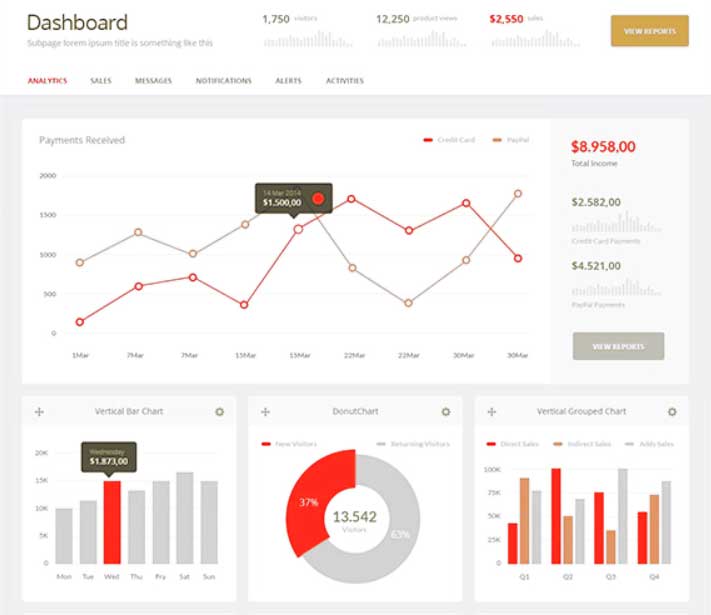 Dashboard
Subpage lorem ipsum title is something like this
1,750 visitors
12,250 product views
$2,550 sales
VIEW REPORTS
ANALYTICS SALES MESSAGES NOTIFICATIONS ALERTS ACTIVITIES
Payments Received
Credit Card PayPal
2000
1500
1000
500
0
14 Mar 2014
$1.500,00
1Mar 7Mar 7Mar 15Mar 15Mar 22Mar 22Mar 30Mar 30Mar
$8.958,00
Total Income
$2.582,00
Credit Card Payments
$4.521,00
PayPal Payments
VIEW REPORTS
Vertical Bar Chart
20K
15K
5K
0
Wednesday
$1.873,00
Mon Tue Wed Thu Fry Sat Sun
DonutChart
New Visitors Returning Visitors
37%
13.542
Visitors
63%
Vertical Grouped Chart
Direct Sales Indirect Sales Adds Sales
100K
75K
50K
25K
0
Q1 Q2 Q3 Q4